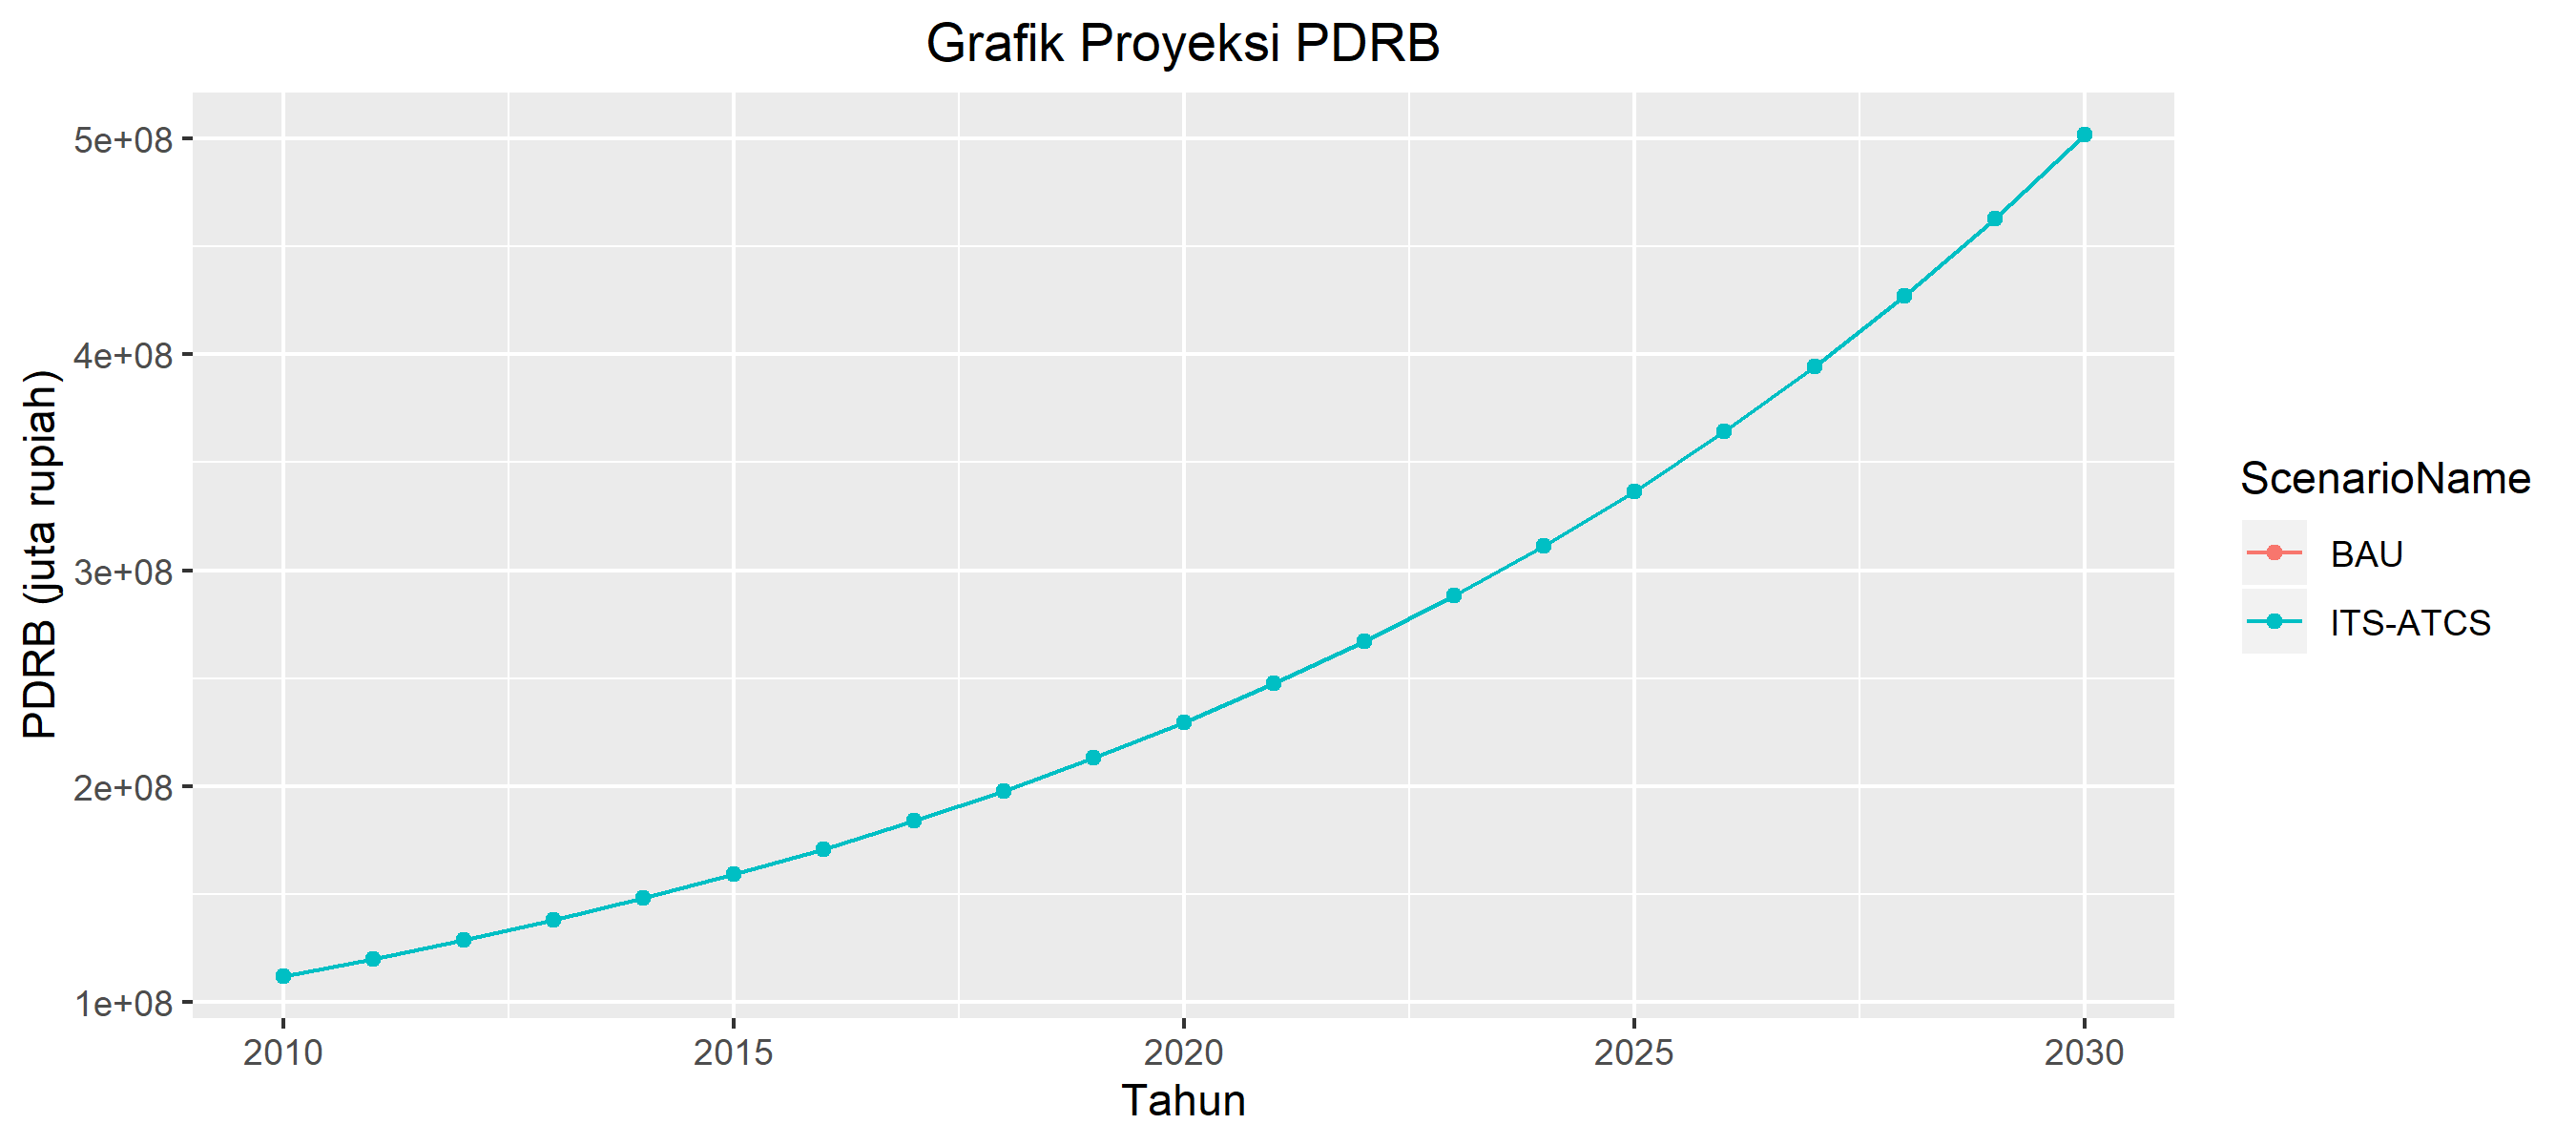 Grafik Proyeksi PDRB
5e+08
4e+08
3e+08
2e+08
1e+08
PDRB (juta rupiah)
2010 2015 2020 2025 2030
Tahun
ScenarioName
BAU
ITS-ATCS